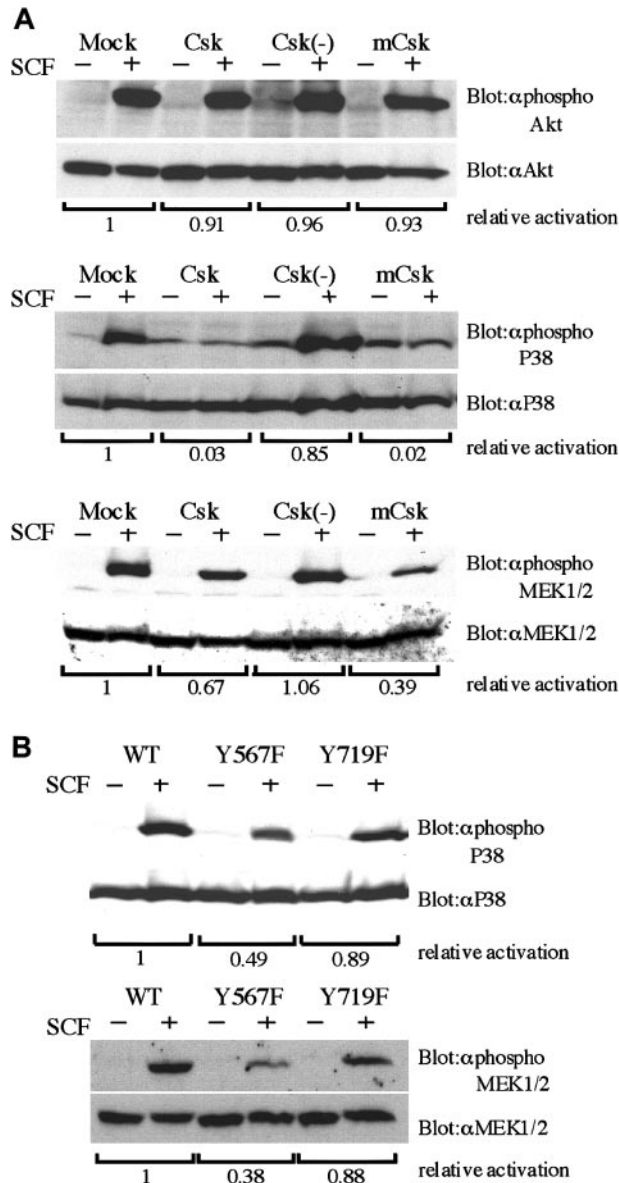 A
Mock Csk Csk(-) mCsk
SCF − + − + − + − +
Blot:αphospho
Akt
Blot:αAkt
1 0.91 0.96 0.93 relative activation
Mock Csk Csk(-) mCsk
SCF − + − + − + − +
Blot:αphospho
P38
Blot:αP38
1 0.03 0.85 0.02 relative activation
Mock Csk Csk(-) mCsk
SCF − + − + − + − +
Blot:αphospho
MEK1/2
Blot:αMEK1/2
1 0.67 1.06 0.39 relative activation
B
WT Y567F Y719F
SCF − + − + − +
Blot:αphospho
P38
Blot:αP38
1 0.49 0.89 relative activation
WT Y567F Y719F
SCF − + − + − +
Blot:αphospho
MEK1/2
Blot:αMEK1/2
1 0.38 0.88 relative activation